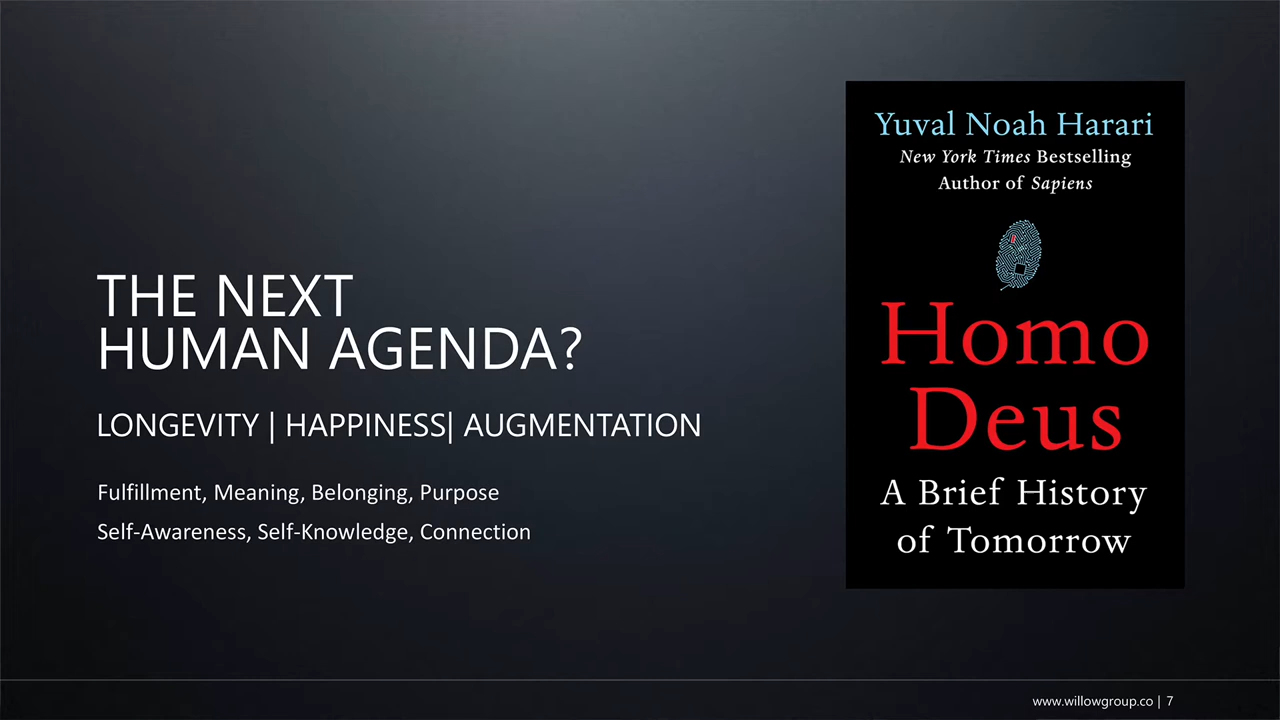 THE NEXT
HUMAN AGENDA?
LONGEVITY | HAPPINESS| AUGMENTATION
Fulfillment, Meaning, Belonging, Purpose
Self-Awareness, Self-Knowledge, Connection
Yuval Noah Harari
New York Times Bestselling
Author of Sapiens
Homo
Deus
A Brief History
of Tomorrow
www.willowgroup.co | 7